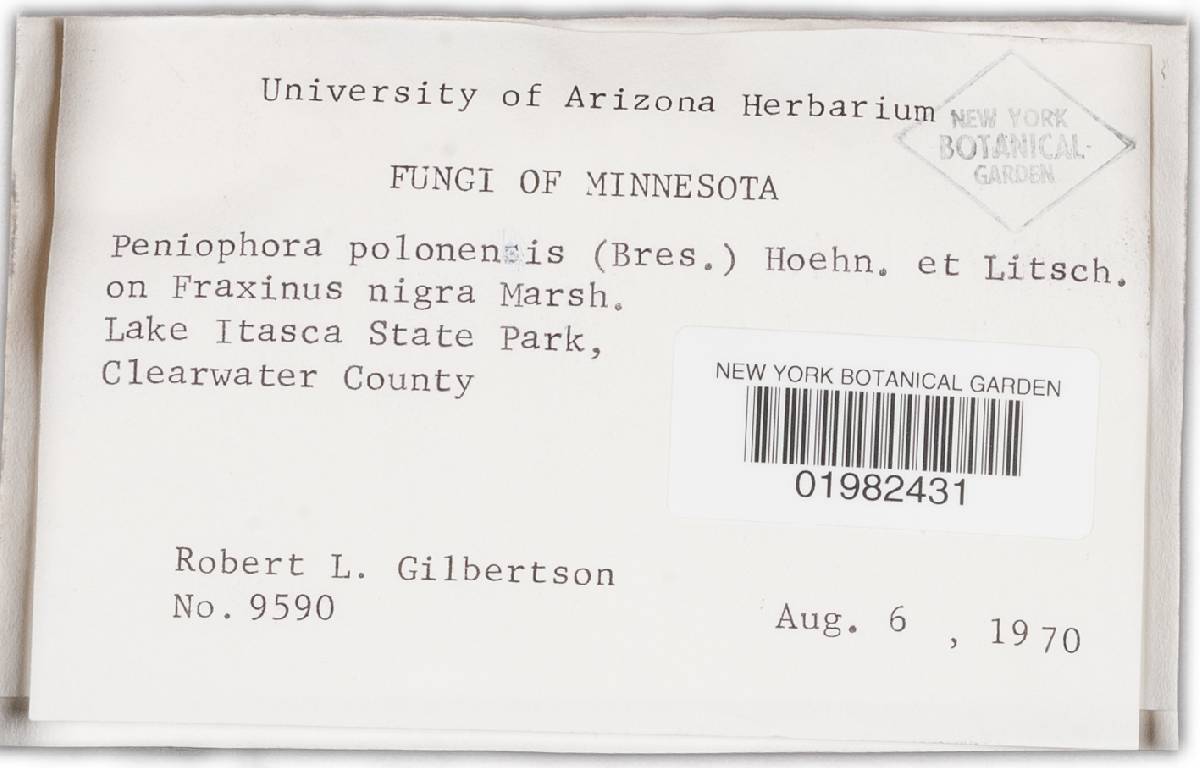 University of Arizona Herbarium
NEW YORK
BOTANICAL
GARDEN
FUNGI OF MINNESOTA
Peniophora polonensis (Bres.) Hoehn. et Litsch.
on Fraxinus nigra Marsh.
Lake Itasca State Park,
Clearwater County
NEW YORK BOTANICAL GARDEN
01982431
Robert L. Gilbertson
No. 9590
Aug. 6 , 1970